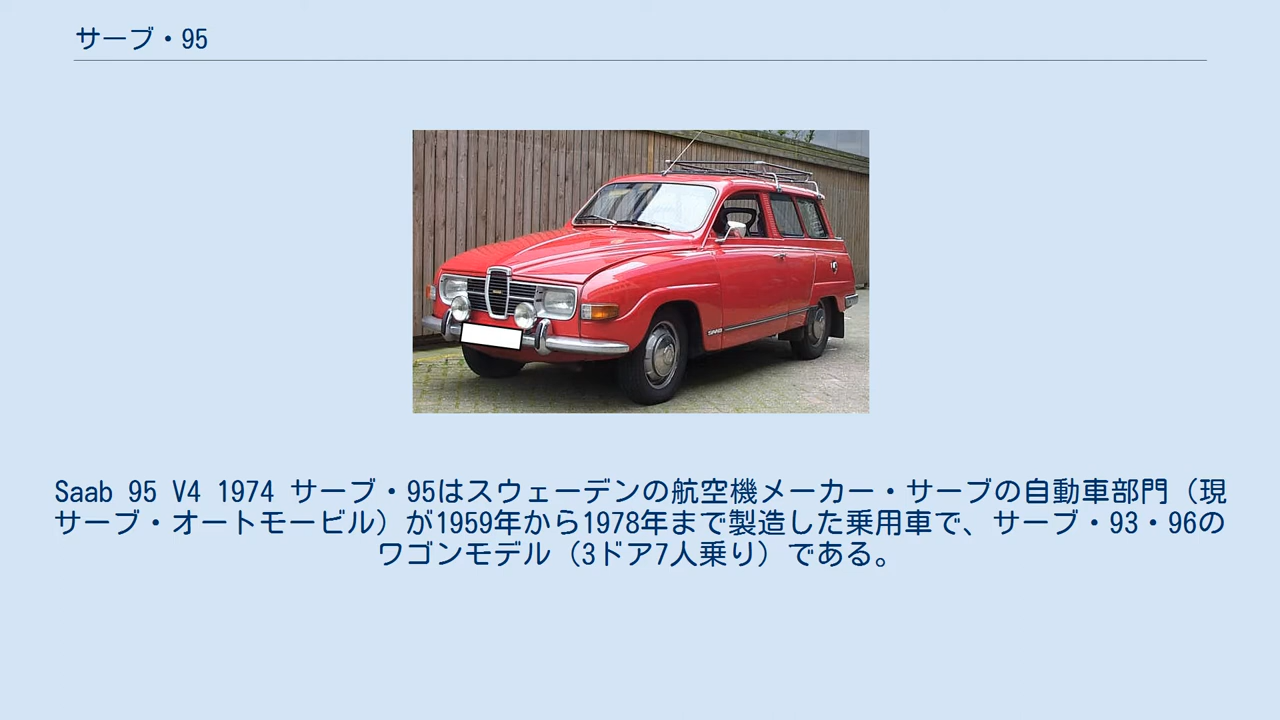 サーブ・95
SAAB
Saab 95 V4 1974 サーブ・95はスウェーデンの航空機メーカー・サーブの自動車部門（現
サーブ・オートモービル）が1959年から1978年まで製造した乗用車で、サーブ・93・96の
ワゴンモデル（3ドア7人乗り）である。